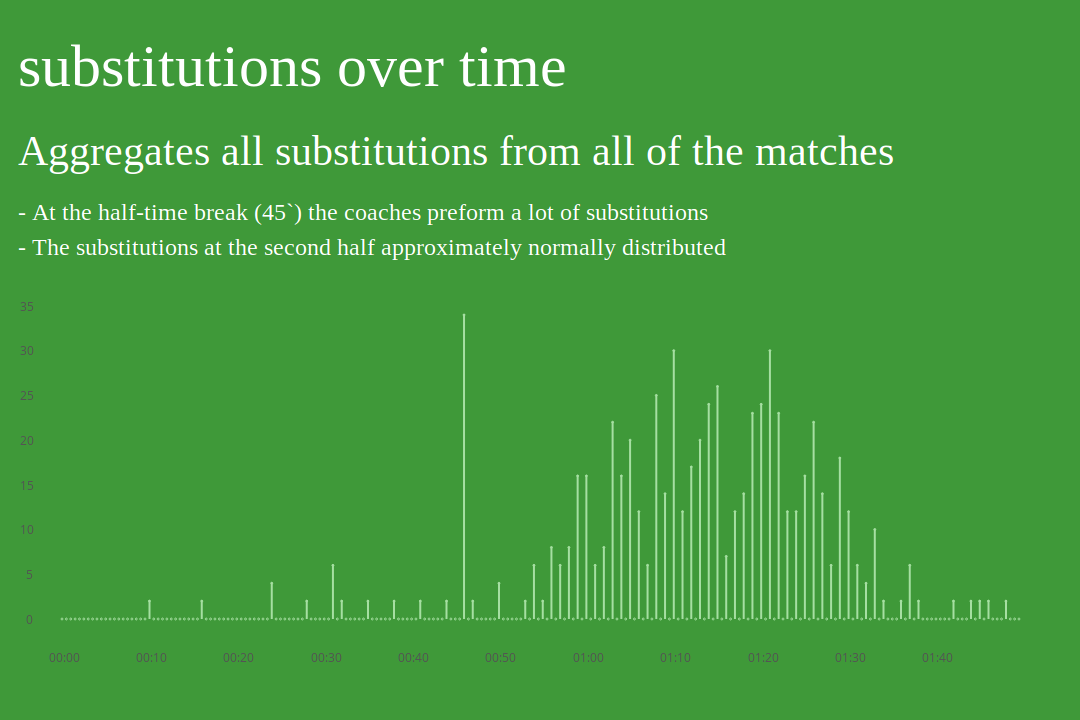 substitutions over time
Aggregates all substitutions from all of the matches
- At the half-time break (45`) the coaches preform a lot of substitutions
- The substitutions at the second half approximately normally distributed
35
30
25
20
15
10
5
0
00:00 00:10 00:20 00:30 00:40 00:50 01:00 01:10 01:20 01:30 01:40